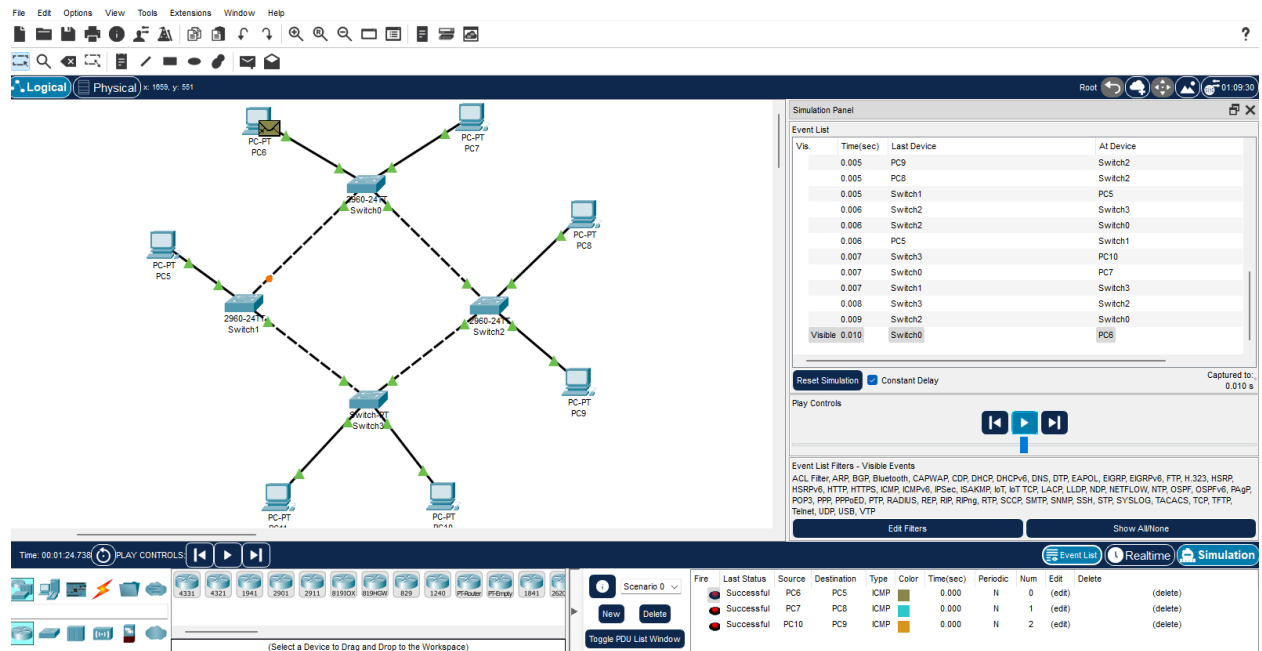 File Edit Options View Tools Extensions Window Help
?
Logical Physical x: 1659, y: 551 Root 01:09:30
PC-PT
PC6
PC-PT
PC7
2960-24TT
Switch0
PC-PT
PC8
PC-PT
PC5
2960-24TT
Switch1
2960-24TT
Switch2
Switch-PT
Switch3
PC-PT
PC9
PC-PT
PC11
PC-PT
PC10
Simulation Panel
Event List
Vis. Time(sec) Last Device At Device
0.005 PC9 Switch2
0.005 PC8 Switch2
0.005 Switch1 PC5
0.006 Switch2 Switch3
0.006 Switch2 Switch0
0.006 PC5 Switch1
0.007 Switch3 PC10
0.007 Switch0 PC7
0.007 Switch1 Switch3
0.008 Switch3 Switch2
0.009 Switch2 Switch0
Visible 0.010 Switch0 PC6
Reset Simulation Constant Delay Captured to:
0.010 s
Play Controls
Event List Filters - Visible Events
ACL Filter, ARP, BGP, Bluetooth, CAPWAP, CDP, DHCP, DHCPv6, DNS, DTP, EAPOL, EIGRP, EIGRPv6, FTP, H.323, HSRP,
HSRPv6, HTTP, HTTPS, ICMP, ICMPv6, IPSec, ISAKMP, IoT, IoT TCP, LACP, LLDP, NDP, NETFLOW, NTP, OSPF, OSPFv6, PAgP,
POP3, PPP, PPPoED, PTP, RADIUS, REP, RIP, RIPng, RTP, SCCP, SMTP, SNMP, SSH, STP, SYSLOG, TACACS, TCP, TFTP,
Telnet, UDP, USB, VTP
Edit Filters Show All/None
Time: 00:01:24.738 PLAY CONTROLS: Event List Realtime Simulation
4331 4321 1941 2901 2911 819IOX 819HGW 829 1240 PT-Router PT-Empty 1841 2620
(Select a Device to Drag and Drop to the Workspace)
Scenario 0
New Delete
Toggle PDU List Window
Fire Last Status Source Destination Type Color Time(sec) Periodic Num Edit Delete
Successful PC6 PC5 ICMP 0.000 N 0 (edit) (delete)
Successful PC7 PC8 ICMP 0.000 N 1 (edit) (delete)
Successful PC10 PC9 ICMP 0.000 N 2 (edit) (delete)